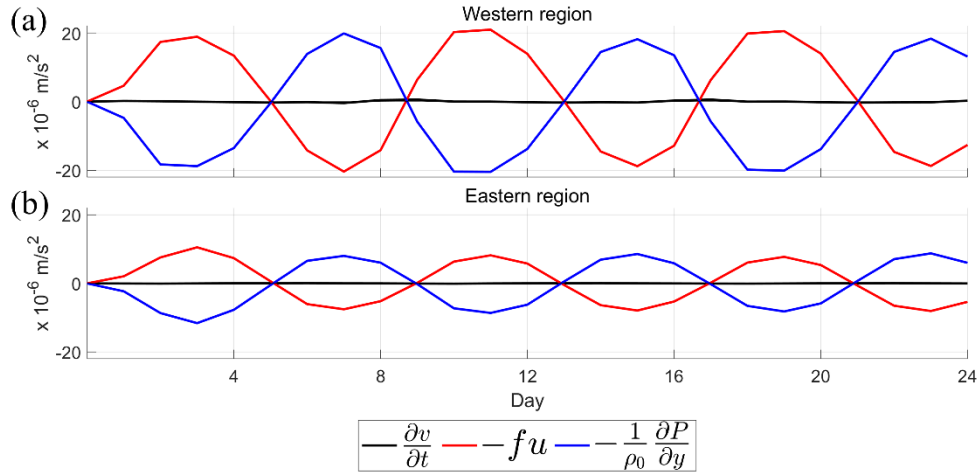 Western region
(a)
20
0
-20
x 10⁻⁶ m/s²
Eastern region
(b)
20
0
-20
x 10⁻⁶ m/s²
4 8 12 16 20 24
Day
∂v/∂t −fu −1/ρ₀ ∂P/∂y